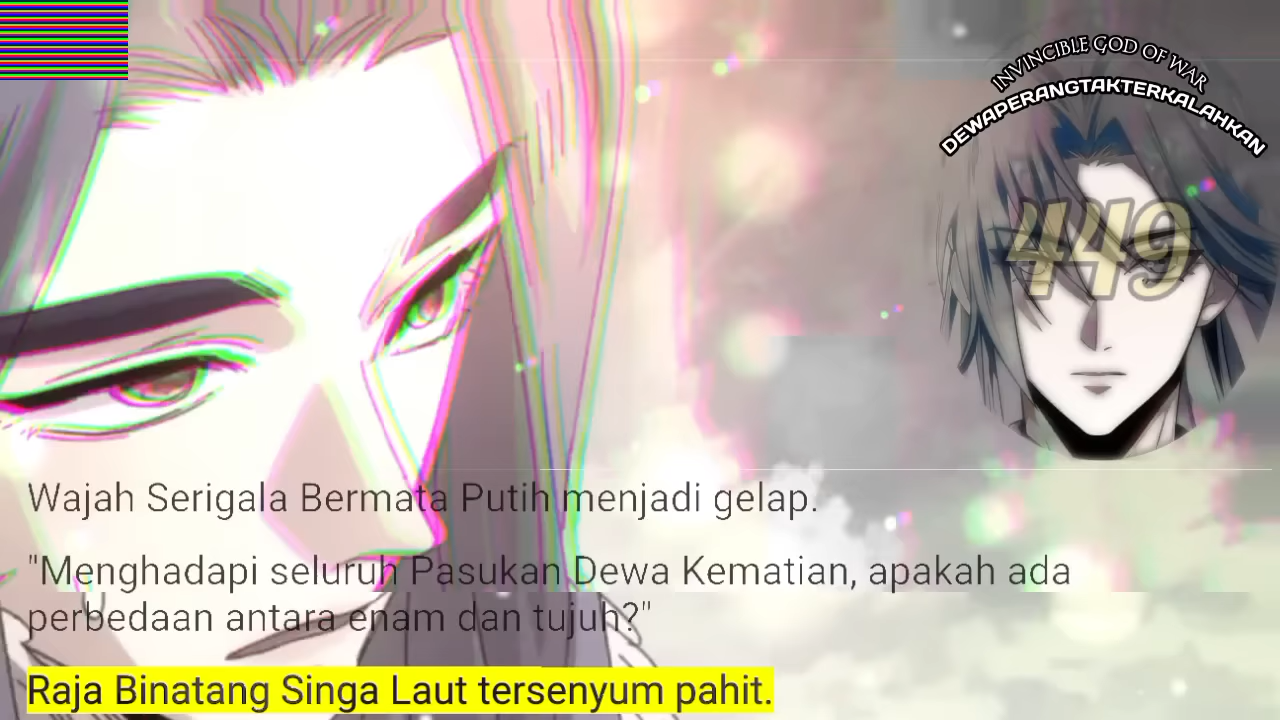 INVINCIBLE GOD OF WAR
DEWAPERANGTAKTERKALAHKAN
449
Wajah Serigala Bermata Putih menjadi gelap.
"Menghadapi seluruh Pasukan Dewa Kematian, apakah ada
perbedaan antara enam dan tujuh?"
Raja Binatang Singa Laut tersenyum pahit.